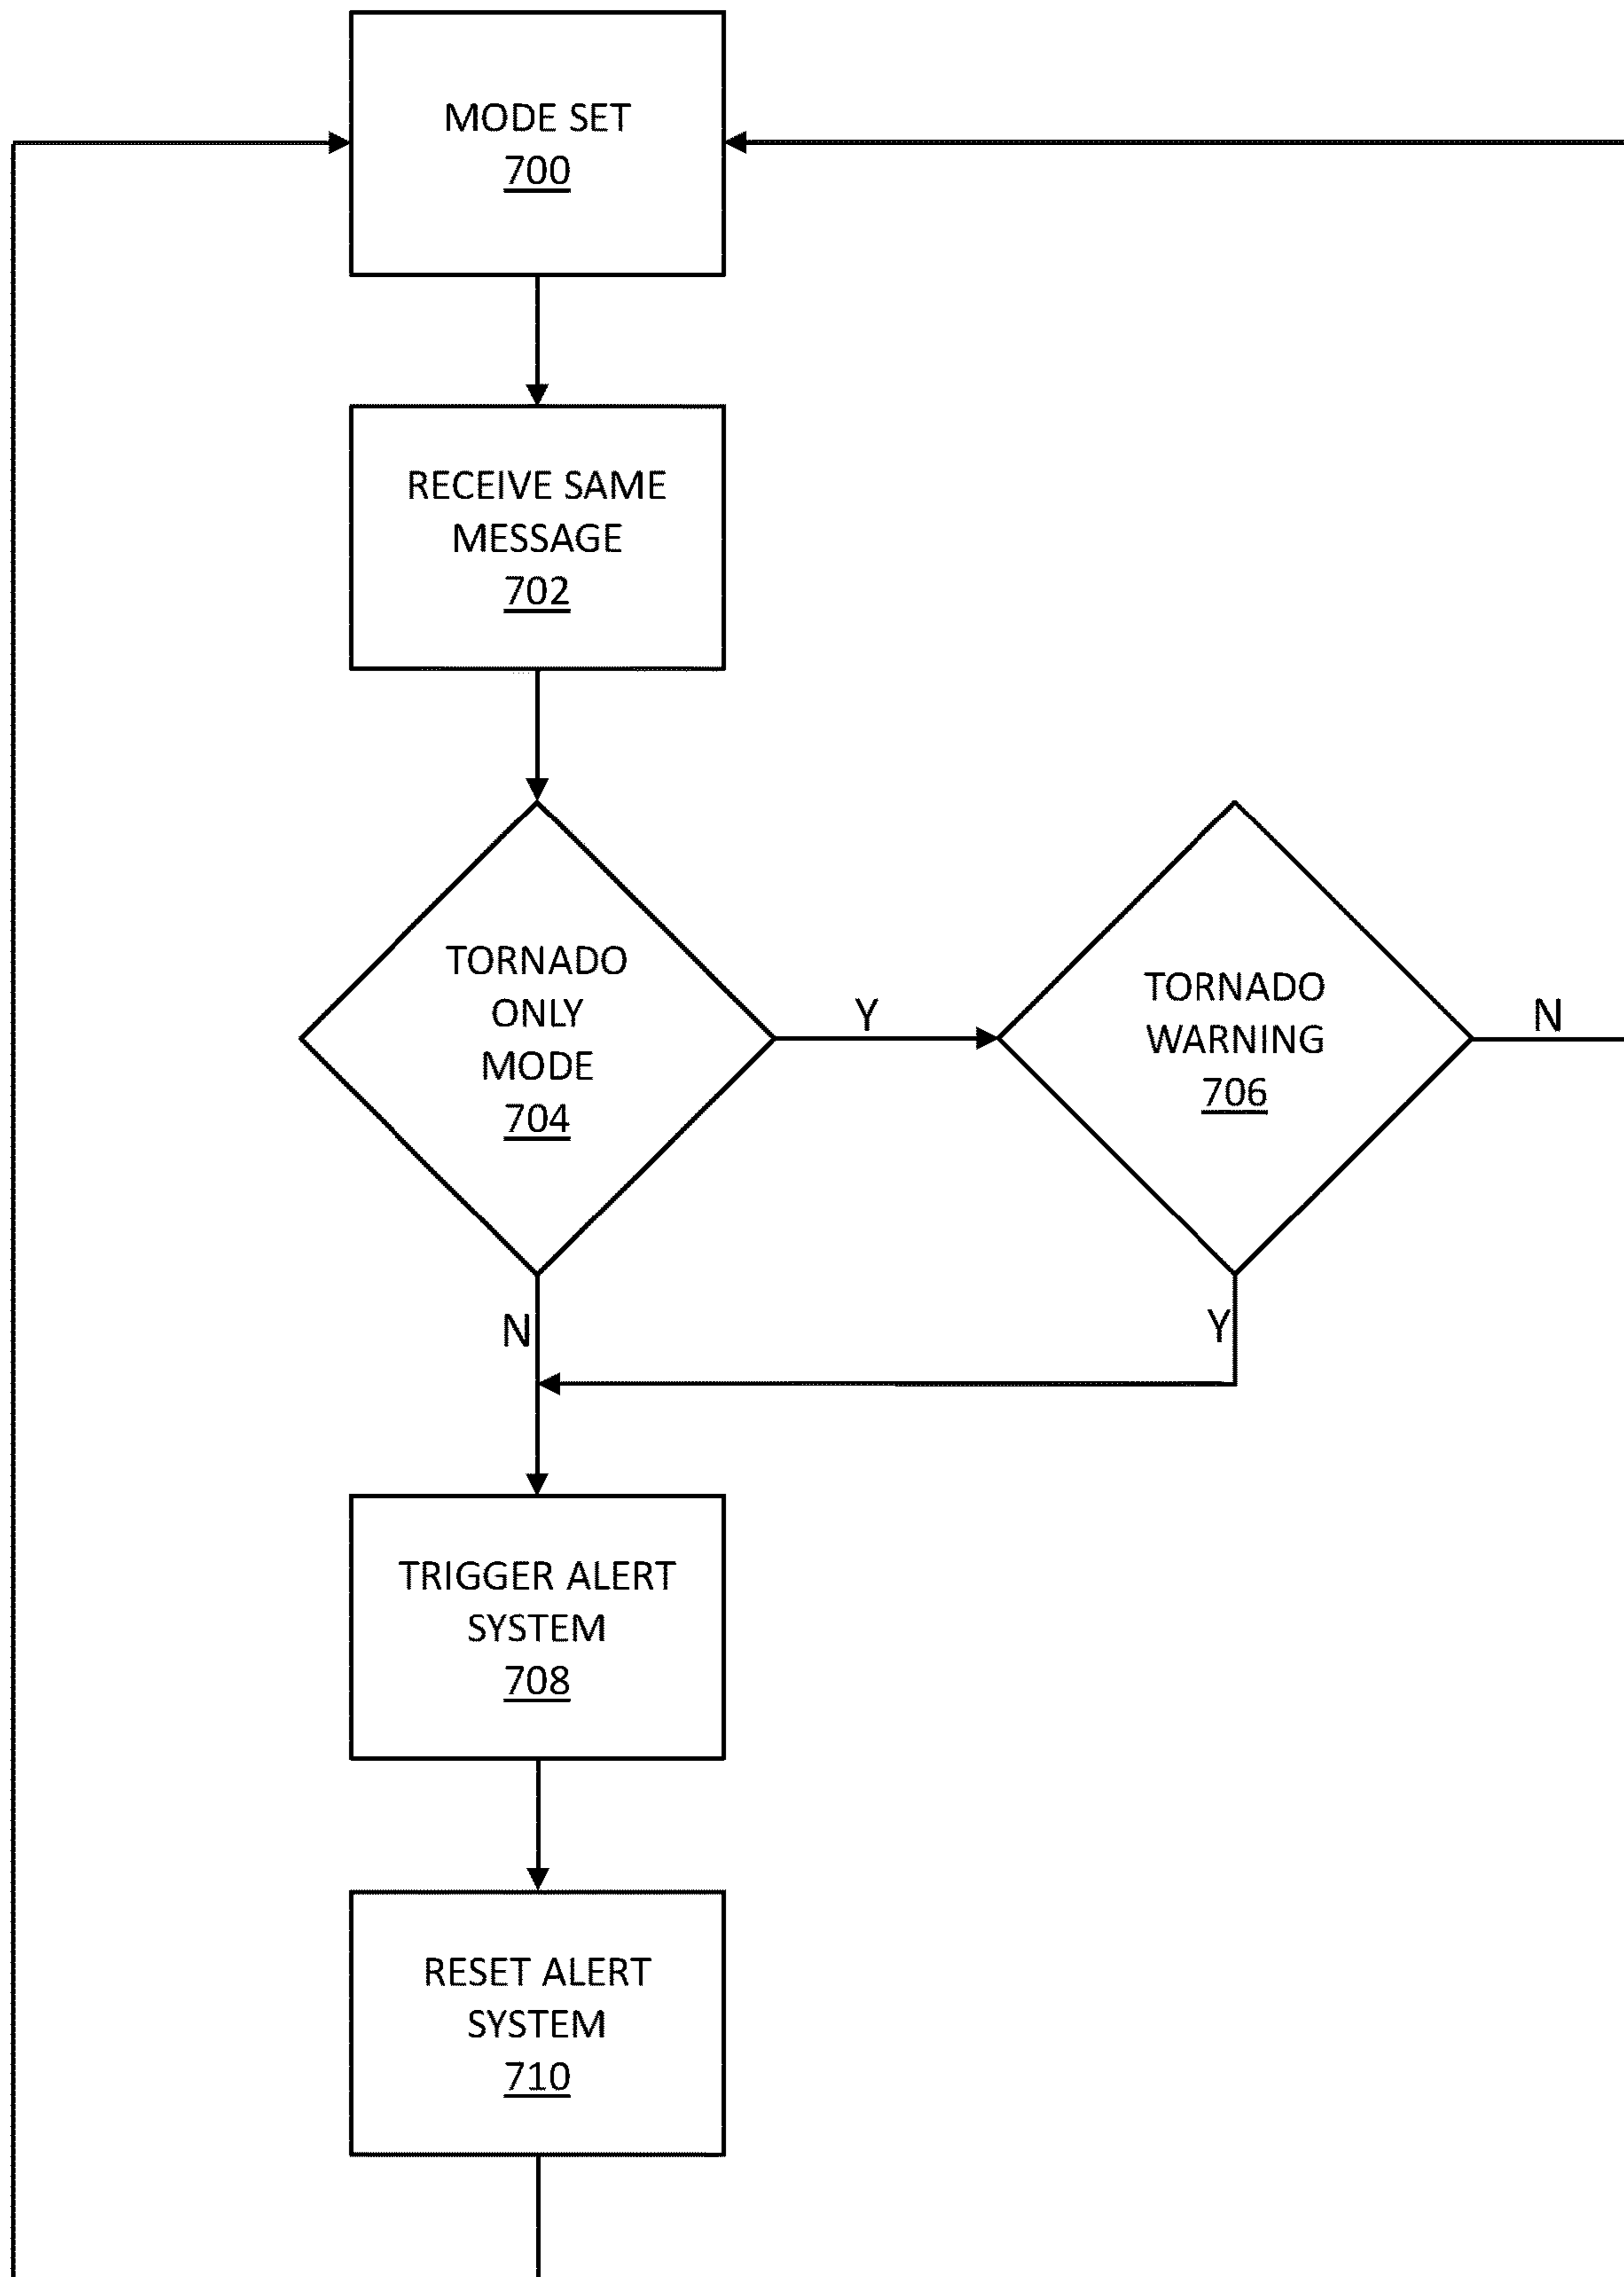 MODE SET
700
RECEIVE SAME
MESSAGE
702
TORNADO
ONLY
MODE
704
Y
TORNADO
WARNING
706
N
N
Y
TRIGGER ALERT
SYSTEM
708
RESET ALERT
SYSTEM
710